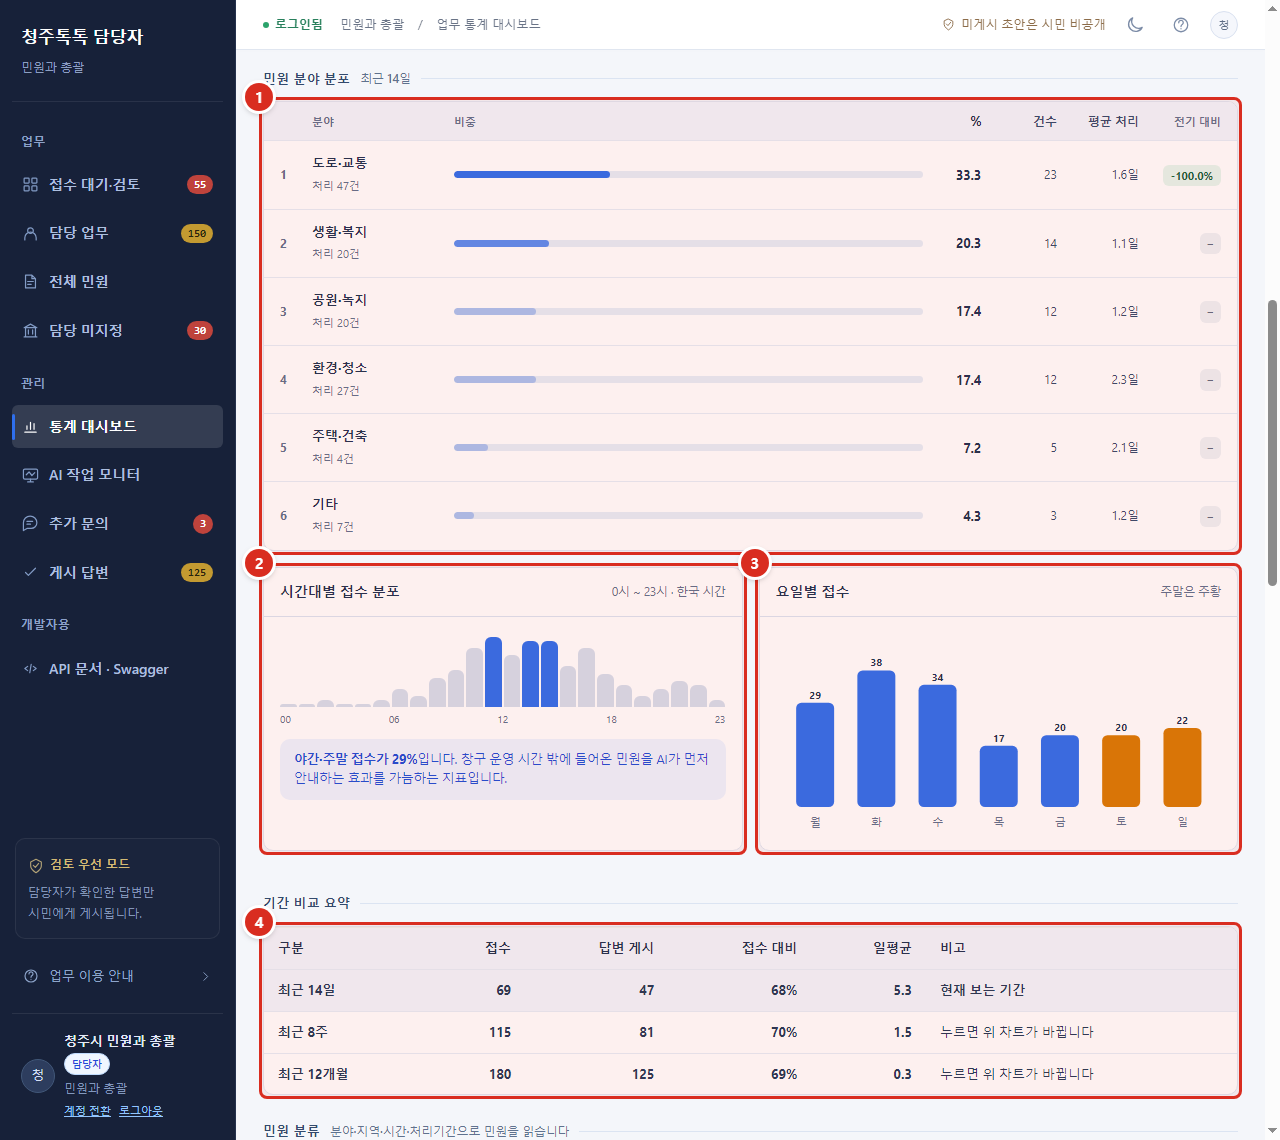 청주톡톡 담당자
민원과 총괄
업무
접수 대기·검토 55
담당 업무 150
전체 민원
담당 미지정 30
관리
통계 대시보드
AI 작업 모니터
추가 문의 3
게시 답변 125
개발자용
API 문서 · Swagger
검토 우선 모드
담당자가 확인한 답변만
시민에게 게시됩니다.
업무 이용 안내
청
청주시 민원과 총괄
담당자
민원과 총괄
계정 전환 로그아웃
로그인됨 민원과 총괄 / 업무 통계 대시보드
미게시 초안은 시민 비공개 청
민원 분야 분포 최근 14일
1
분야 비중 % 건수 평균 처리 전기 대비
1 도로·교통 33.3 23 1.6일 -100.0%
처리 47건
2 생활·복지 20.3 14 1.1일 –
처리 20건
3 공원·녹지 17.4 12 1.2일 –
처리 20건
4 환경·청소 17.4 12 2.3일 –
처리 27건
5 주택·건축 7.2 5 2.1일 –
처리 4건
6 기타 4.3 3 1.2일 –
처리 7건
2
시간대별 접수 분포 0시 ~ 23시 · 한국 시간
00 06 12 18 23
야간·주말 접수가 29%입니다. 창구 운영 시간 밖에 들어온 민원을 AI가 먼저
안내하는 효과를 가늠하는 지표입니다.
3
요일별 접수 주말은 주황
29 38 34 17 20 20 22
월 화 수 목 금 토 일
기간 비교 요약
4
구분 접수 답변 게시 접수 대비 일평균 비고
최근 14일 69 47 68% 5.3 현재 보는 기간
최근 8주 115 81 70% 1.5 누르면 위 차트가 바뀝니다
최근 12개월 180 125 69% 0.3 누르면 위 차트가 바뀝니다
민원 분류 분야·지역·시간·처리기간으로 민원을 읽습니다